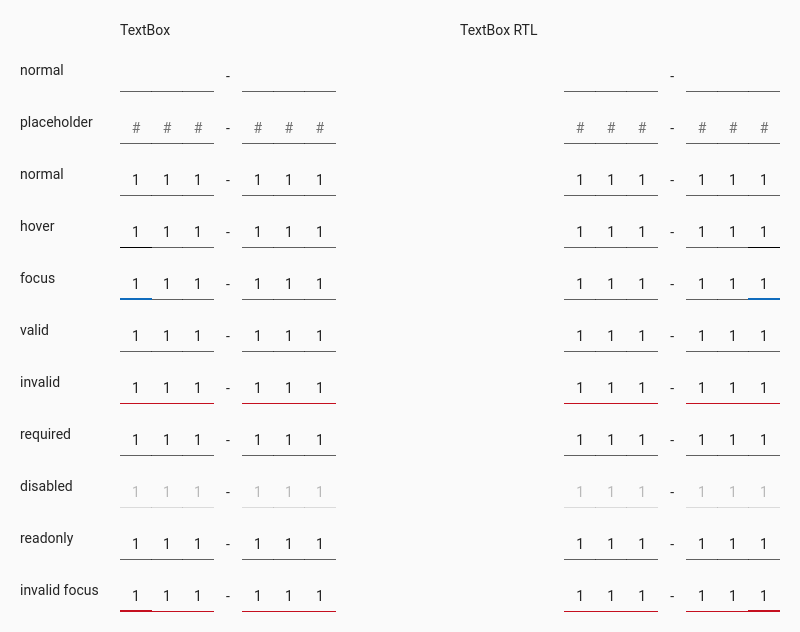 TextBox TextBox RTL
normal - -
placeholder # # # - # # # # # # - # # #
normal 1 1 1 - 1 1 1 1 1 1 - 1 1 1
hover 1 1 1 - 1 1 1 1 1 1 - 1 1 1
focus 1 1 1 - 1 1 1 1 1 1 - 1 1 1
valid 1 1 1 - 1 1 1 1 1 1 - 1 1 1
invalid 1 1 1 - 1 1 1 1 1 1 - 1 1 1
required 1 1 1 - 1 1 1 1 1 1 - 1 1 1
disabled 1 1 1 - 1 1 1 1 1 1 - 1 1 1
readonly 1 1 1 - 1 1 1 1 1 1 - 1 1 1
invalid focus 1 1 1 - 1 1 1 1 1 1 - 1 1 1